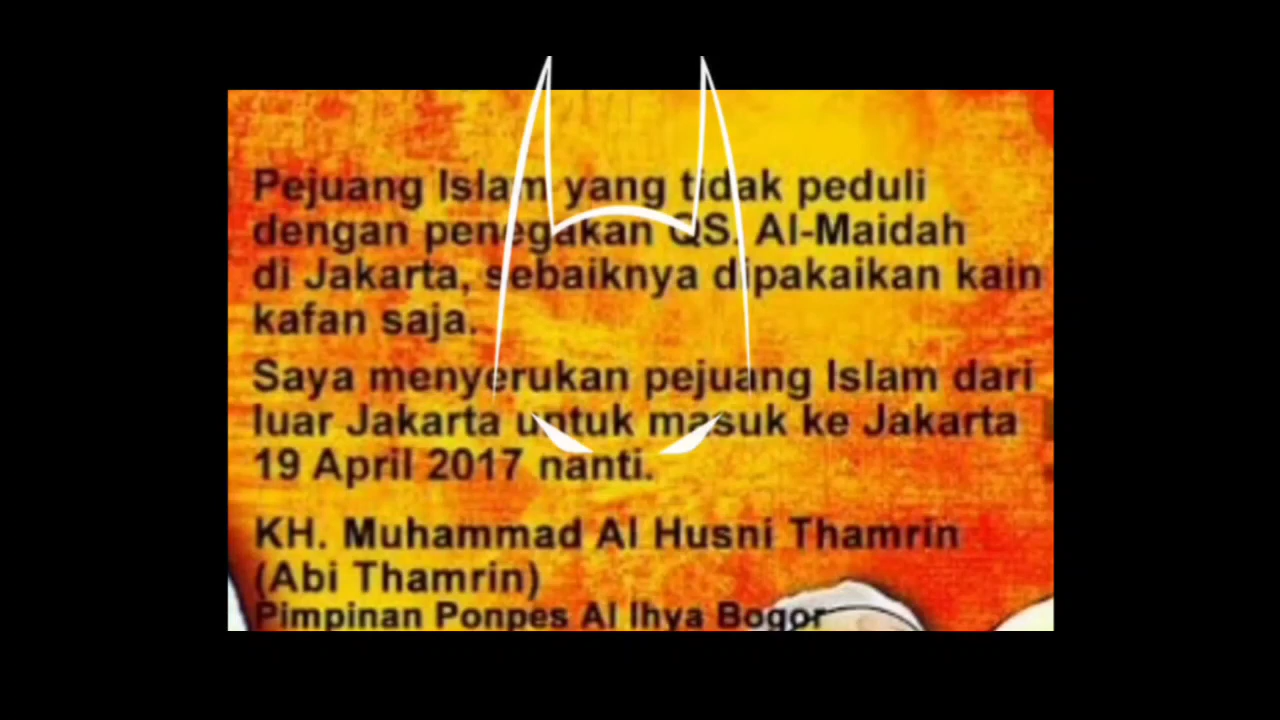 Pejuang Islam yang tidak peduli
dengan penegakan QS. Al-Maidah
di Jakarta, sebaiknya dipakaikan kain
kafan saja.
Saya menyerukan pejuang Islam dari
luar Jakarta untuk masuk ke Jakarta
19 April 2017 nanti.
KH. Muhammad Al Husni Thamrin
(Abi Thamrin)
Pimpinan Ponpes Al Ihya Bogor